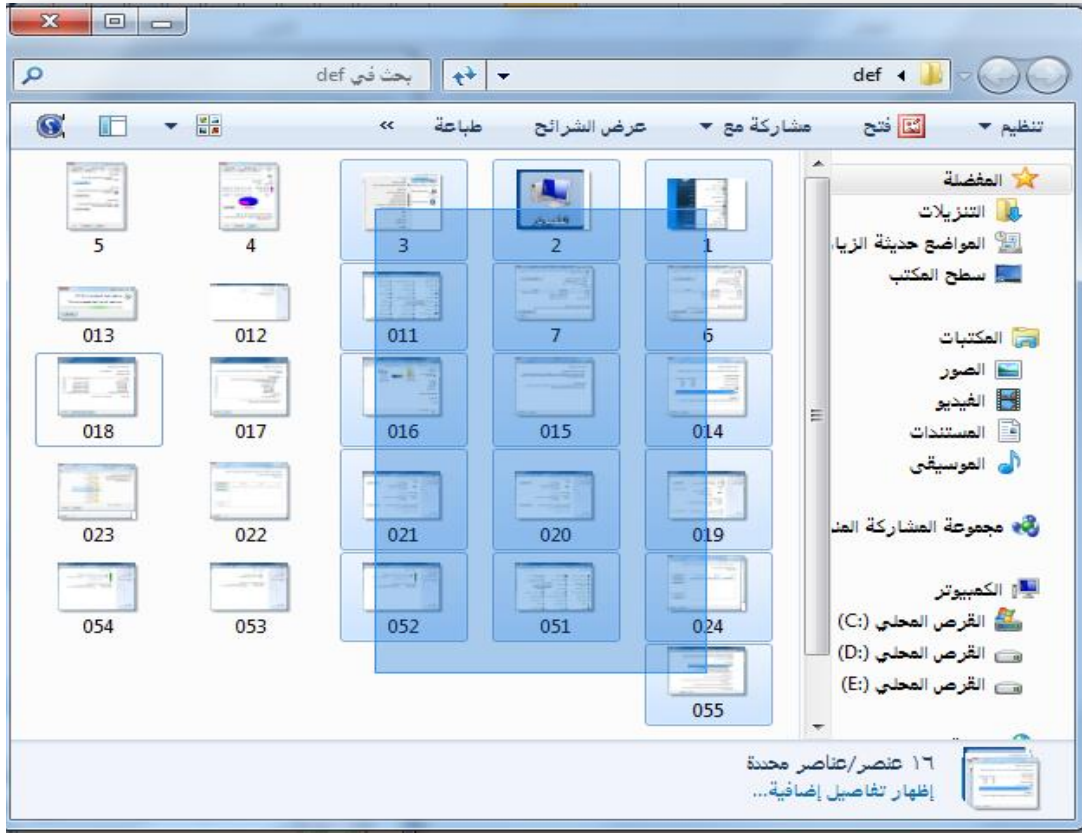 def
بحث في def
تنظيم
فتح
مشاركة مع
عرض الشرائح
طباعة
»
المفضلة
التنزيلات
المواضع حديثة الزيا
سطح المكتب
المكتبات
الصور
الفيديو
المستندات
الموسيقى
مجموعة المشاركة المنز
الكمبيوتر
القرص المحلي (C:)
القرص المحلي (D:)
القرص المحلي (E:)
1 2 3 4 5
6 7 011 012 013
014 015 016 017 018
019 020 021 022 023
024 051 052 053 054
055
١٦ عنصر/عناصر محددة
إظهار تفاصيل إضافية...